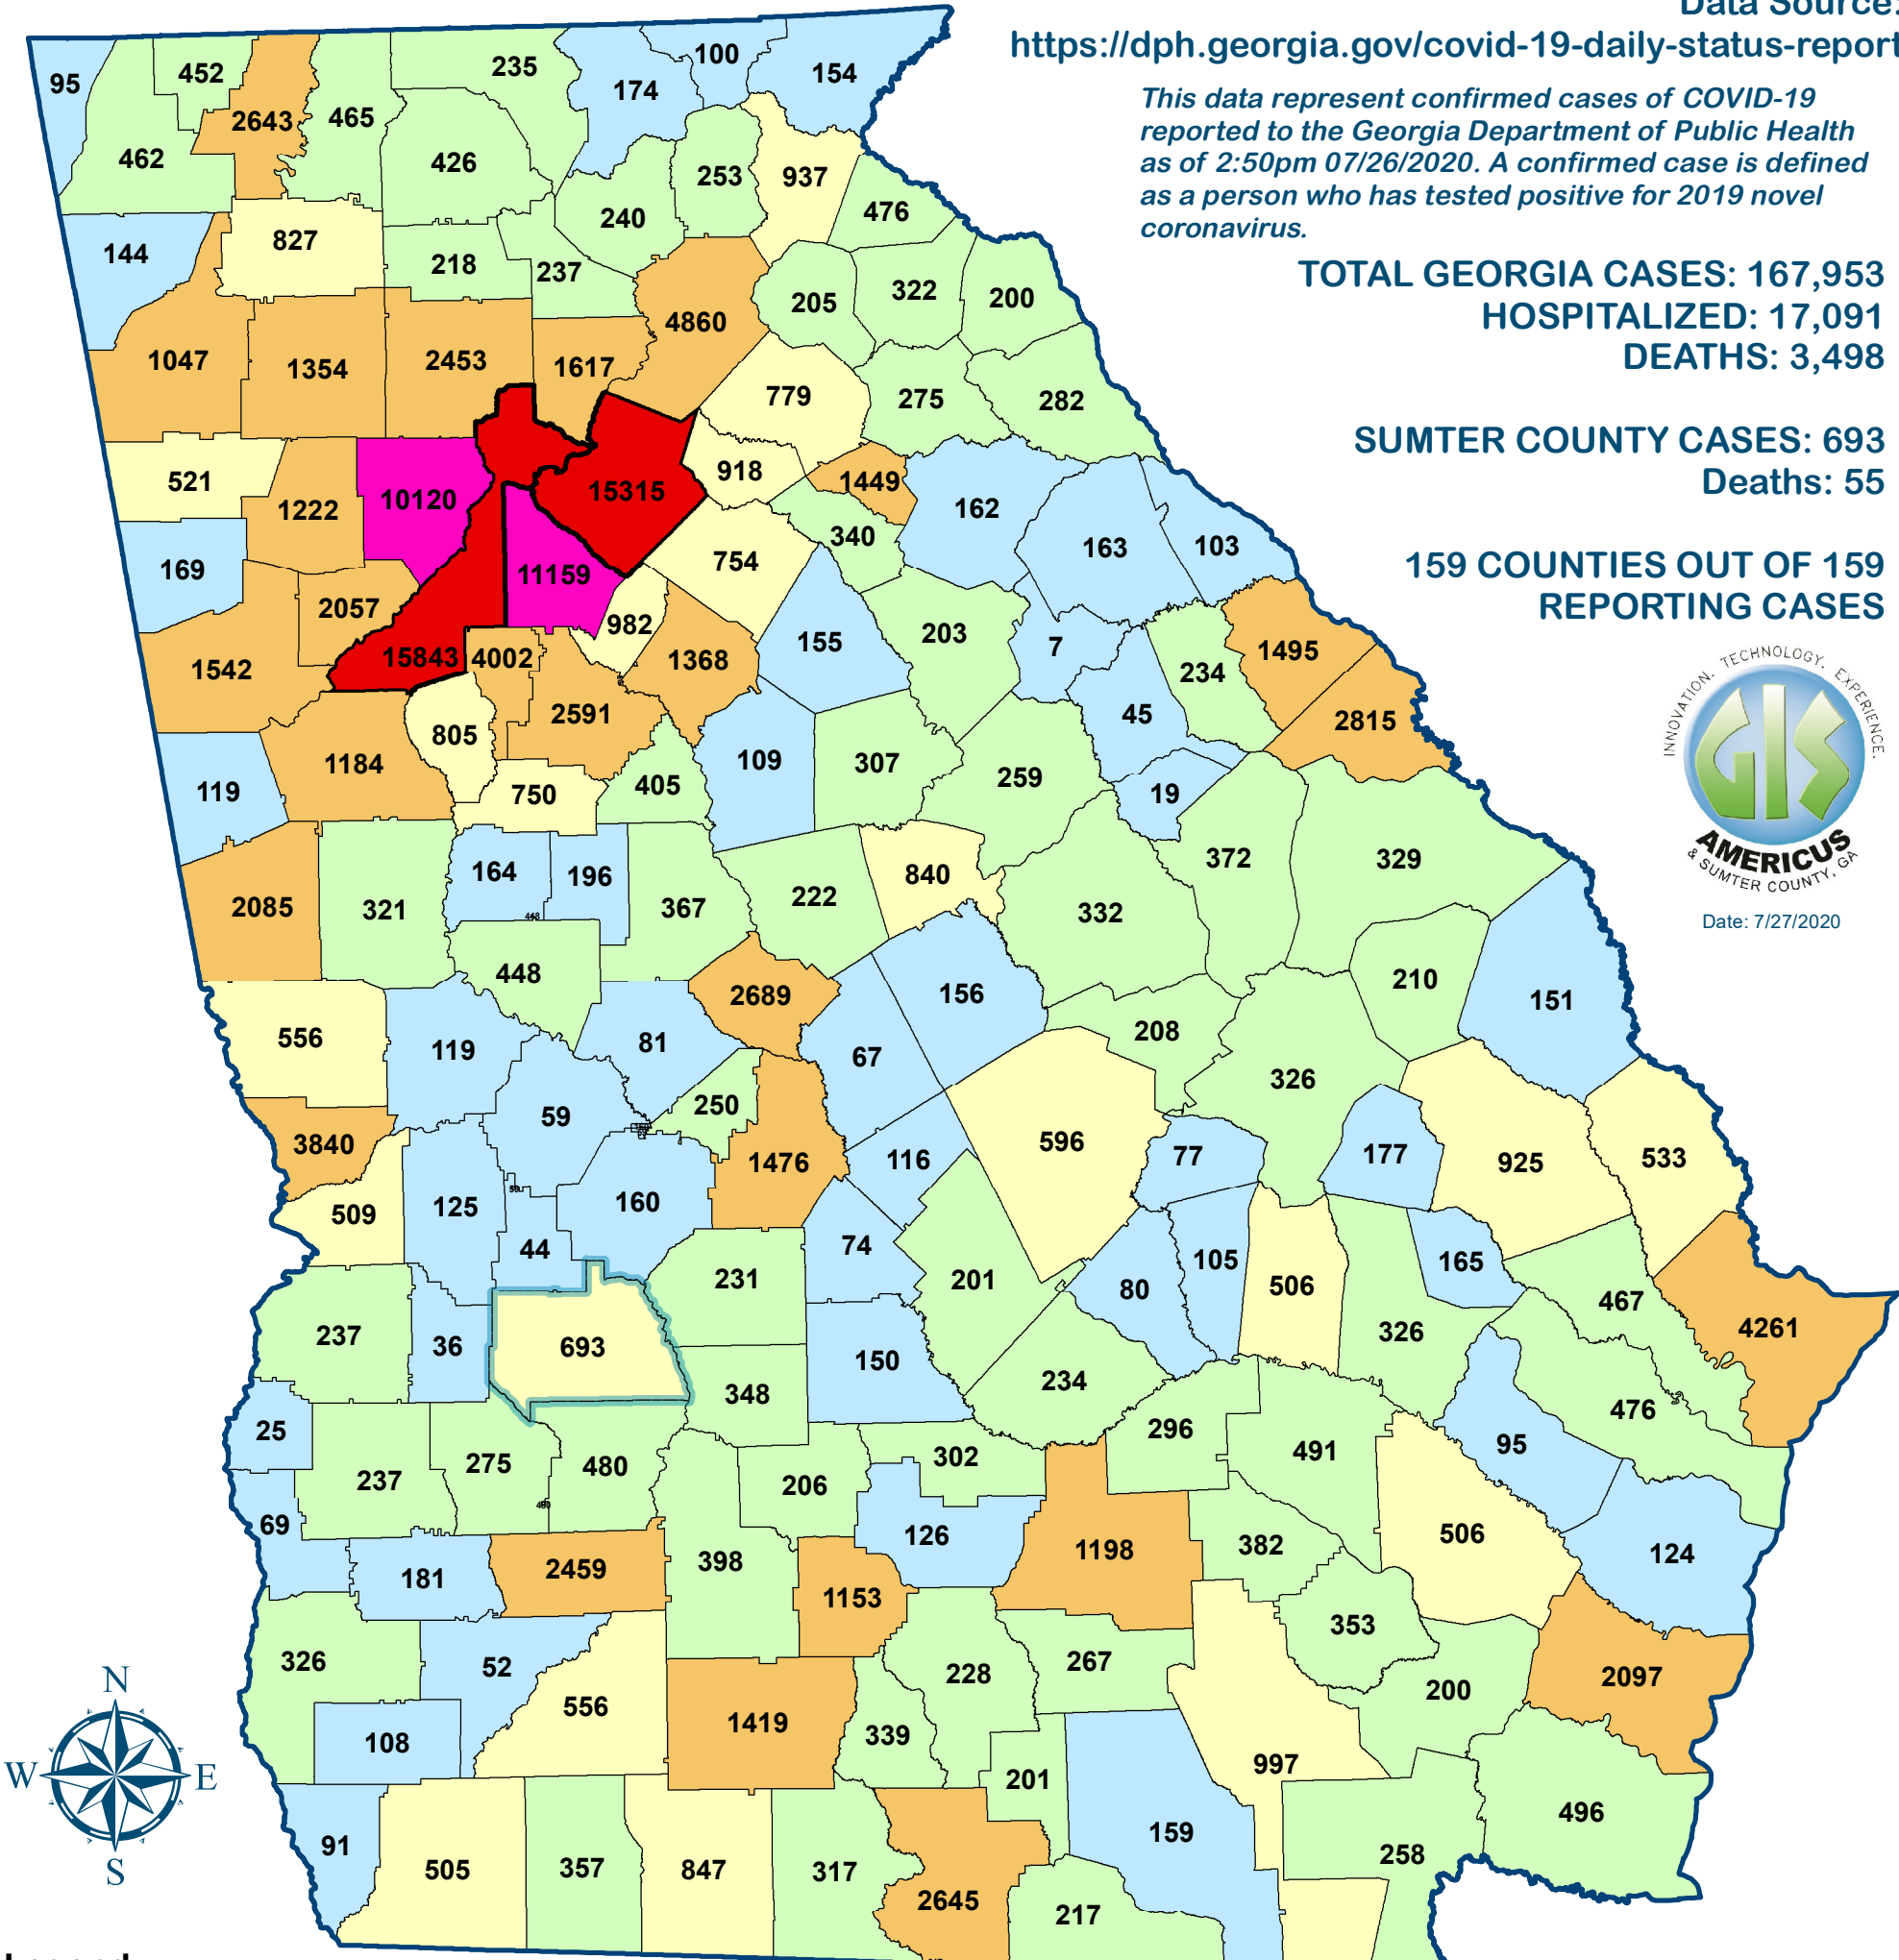 Data Source:
https://dph.georgia.gov/covid-19-daily-status-report
This data represent confirmed cases of COVID-19
reported to the Georgia Department of Public Health
as of 2:50pm 07/26/2020. A confirmed case is defined
as a person who has tested positive for 2019 novel
coronavirus.
TOTAL GEORGIA CASES: 167,953
HOSPITALIZED: 17,091
DEATHS: 3,498
SUMTER COUNTY CASES: 693
Deaths: 55
159 COUNTIES OUT OF 159
REPORTING CASES
INNOVATION. TECHNOLOGY. EXPERIENCE.
GIS
AMERICUS
& SUMTER COUNTY, GA
Date: 7/27/2020
95 452 2643 465 235 174 100 154
462 426 240 253 937 476
144 827 218 237 205 322 200
1047 1354 2453 1617 4860 779 275 282
521 1222 10120 15315 918 1449 162 163 103
169 2057 11159 754 340
1542 15843 4002 982 1368 155 203 7 234 1495
119 1184 805 2591 109 307 259 45 2815
750 405 19
2085 321 164 196 367 222 840 332 372 329
448
448 2689 156 210 151
556 119 81 67 208 326
3840 59 250 1476 116 596 77 177 925 533
509 125 160 74
44 231 201 80 105 506 165 467 4261
237 36 693 150 326
348 234 476
25 237 275 480 206 302 296 491 95
69 126 1198 382 506 124
181 2459 398 1153 353
326 52 228 267 200 2097
108 556 1419 339 201 997
91 505 357 847 317 2645 217 159 258 496
N
W E
S